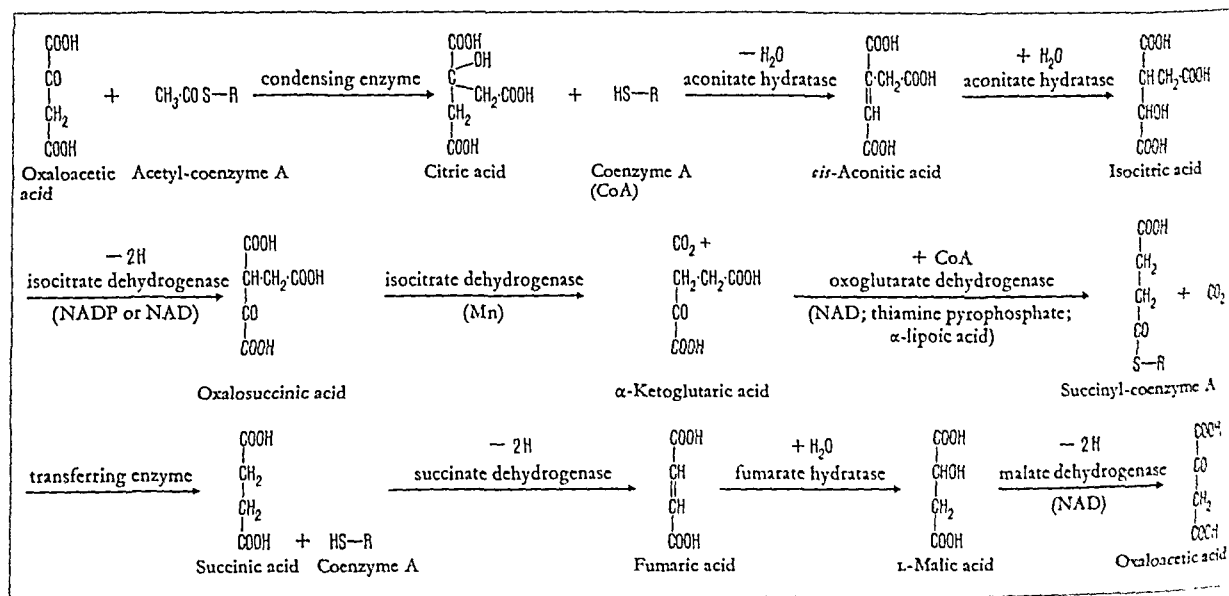 COOH
CO
CH2
COOH
+ CH3·CO S—R
condensing enzyme
COOH
OH
C
CH2·COOH
CH2
COOH
+ HS—R
— H2O
aconitate hydratase
COOH
C·CH2·COOH
CH
COOH
+ H2O
aconitate hydratase
COOH
CH CH2·COOH
CHOH
COOH
Oxaloacetic acid
Acetyl-coenzyme A
Citric acid
Coenzyme A
(CoA)
cis-Aconitic acid
Isocitric acid
— 2H
isocitrate dehydrogenase
(NADP or NAD)
COOH
CH·CH2·COOH
CO
COOH
isocitrate dehydrogenase
(Mn)
CO2 +
CH2·CH2·COOH
CO
COOH
+ CoA
oxoglutarate dehydrogenase
(NAD; thiamine pyrophosphate;
α-lipoic acid)
COOH
CH2
CH2
CO
S—R
+ CO2
Oxalosuccinic acid
α-Ketoglutaric acid
Succinyl-coenzyme A
transferring enzyme
COOH
CH2
CH2
COOH + HS—R
— 2H
succinate dehydrogenase
COOH
CH
CH
COOH
+ H2O
fumarate hydratase
COOH
CHOH
CH2
COOH
— 2H
malate dehydrogenase
(NAD)
COOH
CO
CH2
COOH
Succinic acid
Coenzyme A
Fumaric acid
L-Malic acid
Oxaloacetic acid